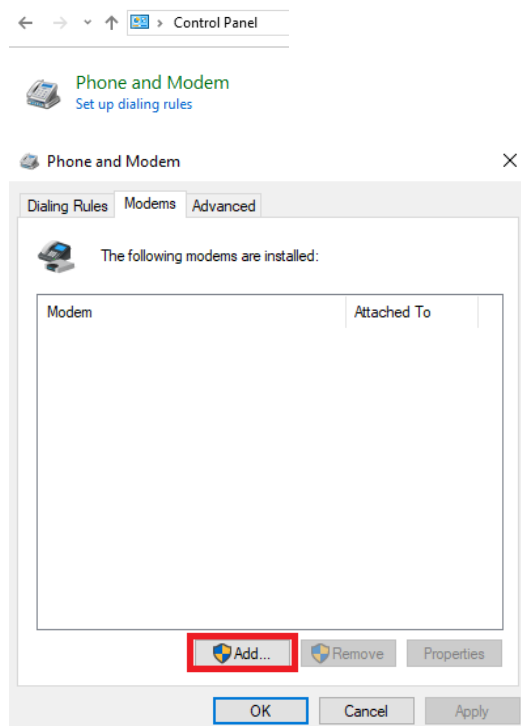 Control Panel
Phone and Modem
Set up dialing rules
Phone and Modem
Dialing Rules Modems Advanced
The following modems are installed:
Modem Attached To
Add... Remove Properties
OK Cancel Apply